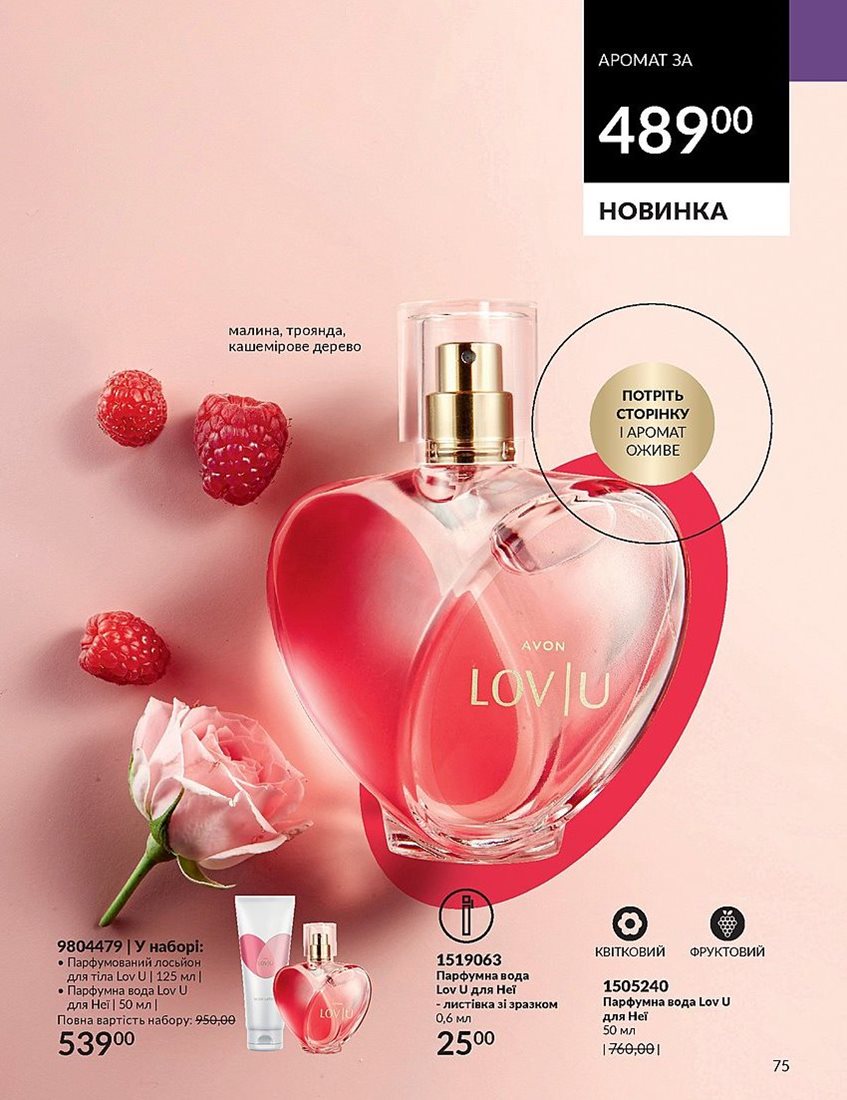 АРОМАТ ЗА
489⁰⁰
НОВИНКА
малина, троянда,
кашемірове дерево
ПОТРІТЬ
СТОРІНКУ
І АРОМАТ
ОЖИВЕ
AVON
LOV|U
9804479 | У наборі:
• Парфумований лосьйон
для тіла Lov U | 125 мл |
• Парфумна вода Lov U
для Неї | 50 мл |
Повна вартість набору: 950,00
539⁰⁰
LOV|U
AVON
LOV|U
1519063
Парфумна вода
Lov U для Неї
- листівка зі зразком
0,6 мл
25⁰⁰
КВІТКОВИЙ
ФРУКТОВИЙ
1505240
Парфумна вода Lov U
для Неї
50 мл
| 760,00 |
75